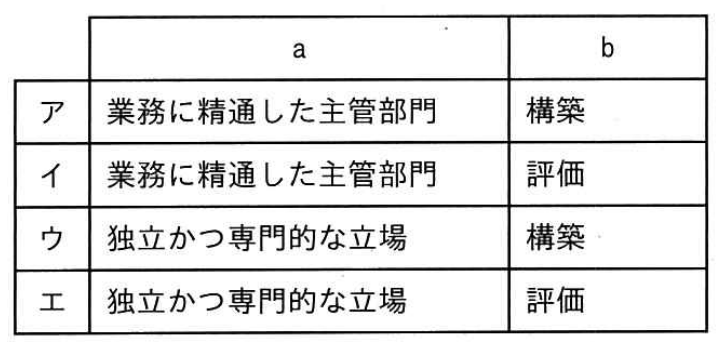 a b
ア 業務に精通した主管部門 構築
イ 業務に精通した主管部門 評価
ウ 独立かつ専門的な立場 構築
エ 独立かつ専門的な立場 評価